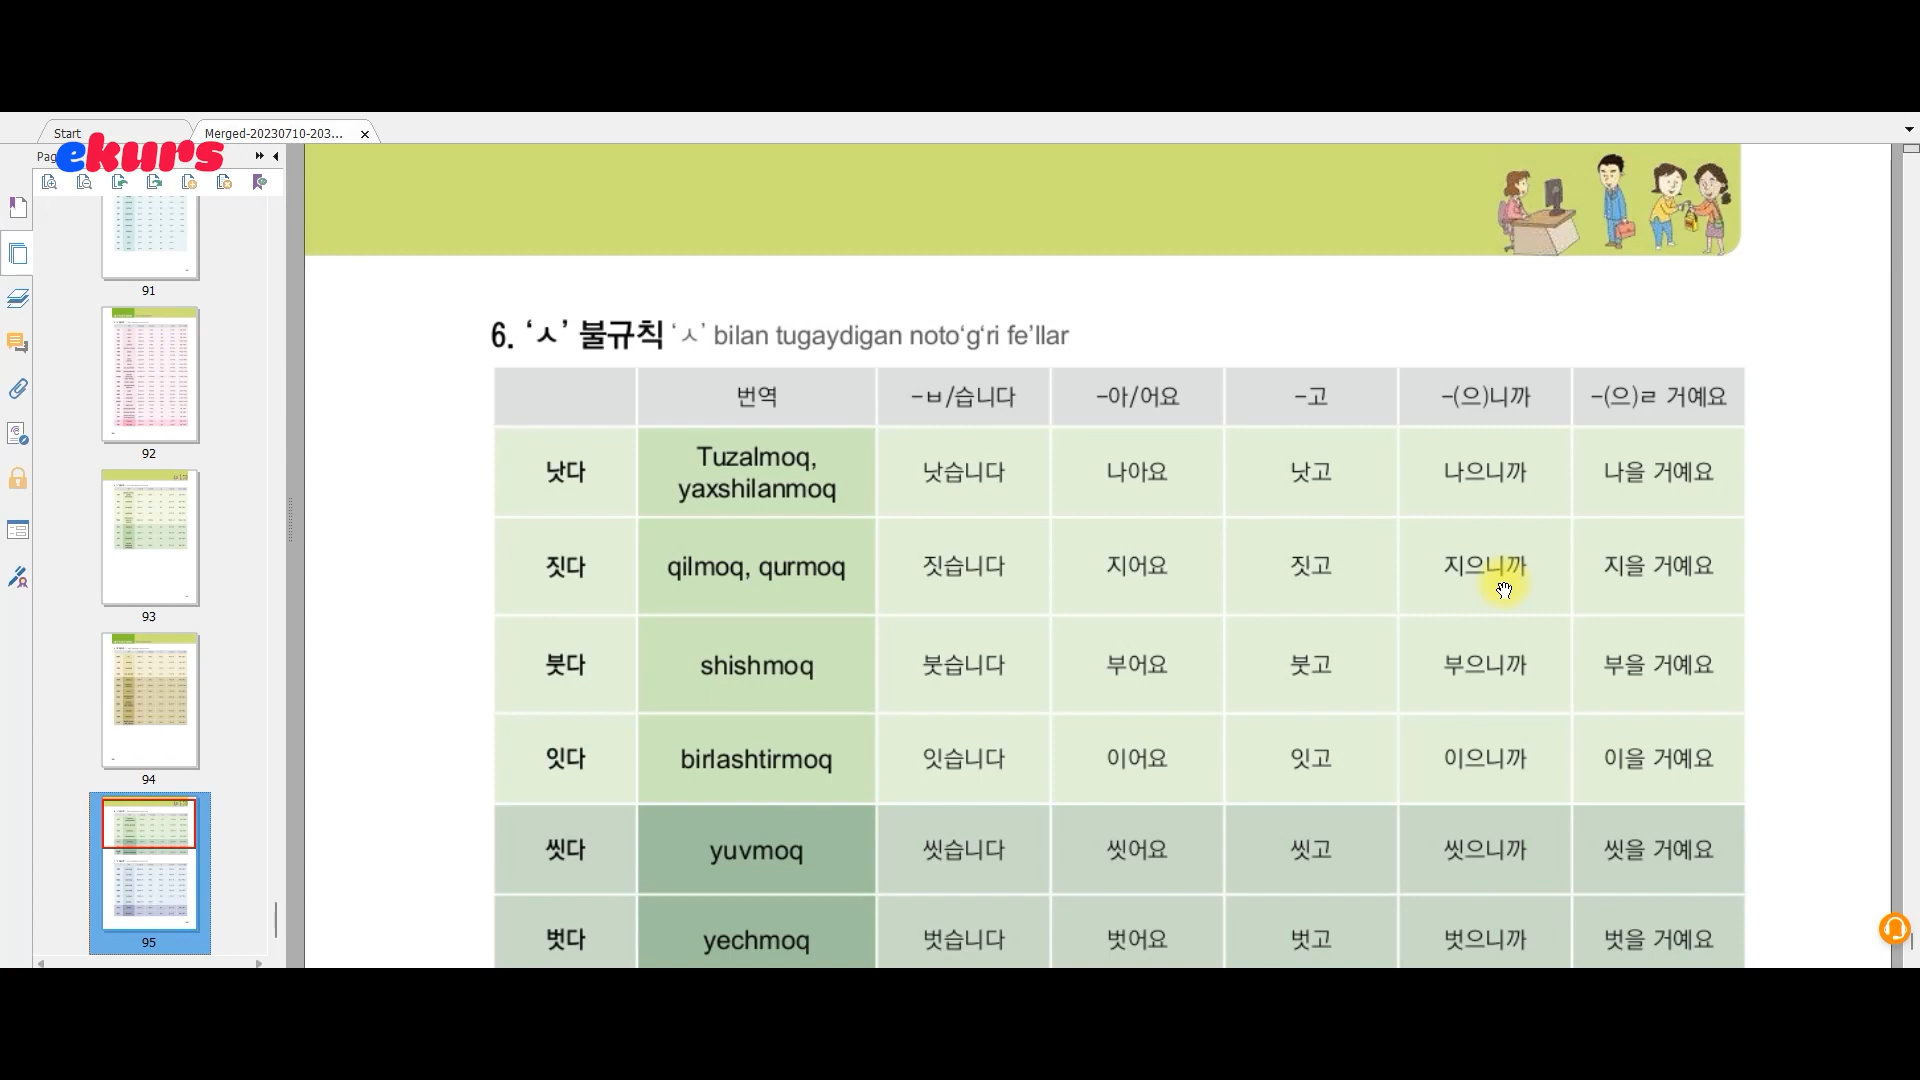 Start
Merged-20230710-203...
Pag
ekurs
91
92
93
94
95
6. ‘ㅅ’ 불규칙 ‘ㅅ’ bilan tugaydigan noto‘g‘ri fe’llar
번역 –ㅂ/습니다 –아/어요 –고 –(으)니까 –(으)ㄹ 거예요
낫다 Tuzalmoq, yaxshilanmoq 낫습니다 나아요 낫고 나으니까 나을 거예요
짓다 qilmoq, qurmoq 짓습니다 지어요 짓고 지으니까 지을 거예요
붓다 shishmoq 붓습니다 부어요 붓고 부으니까 부을 거예요
잇다 birlashtirmoq 잇습니다 이어요 잇고 이으니까 이을 거예요
씻다 yuvmoq 씻습니다 씻어요 씻고 씻으니까 씻을 거예요
벗다 yechmoq 벗습니다 벗어요 벗고 벗으니까 벗을 거예요